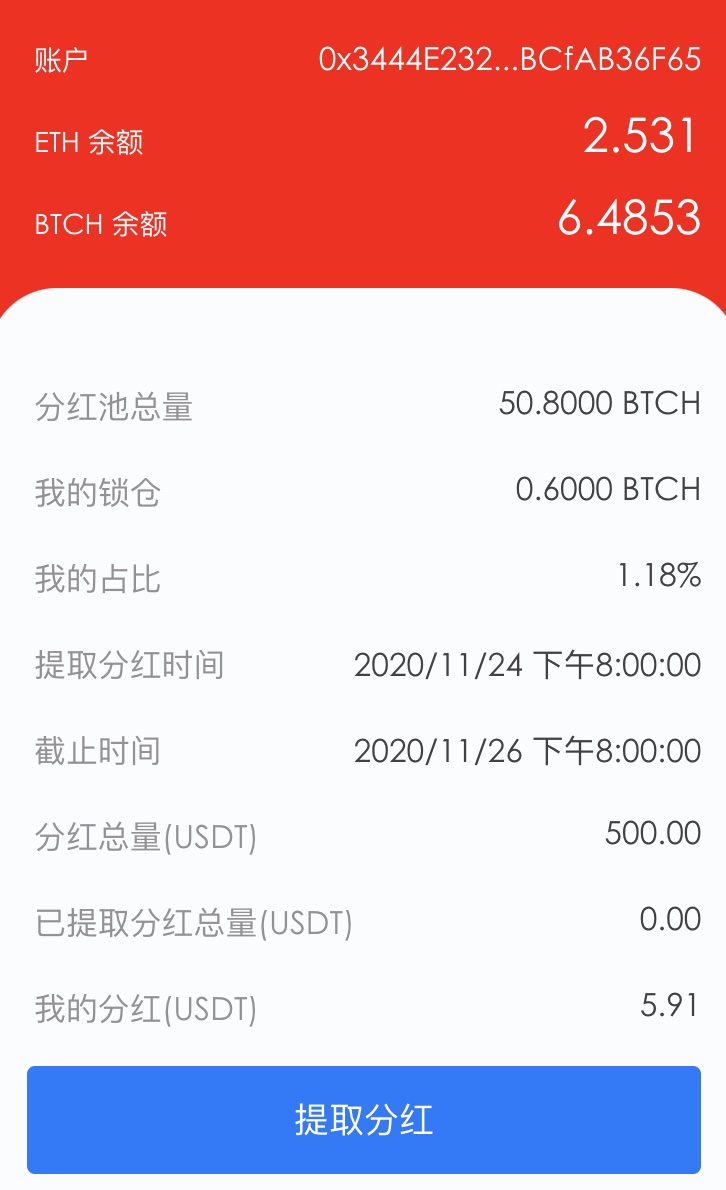 账户 0x3444E232...BCfAB36F65
ETH 余额 2.531
BTCH 余额 6.4853
分红池总量 50.8000 BTCH
我的锁仓 0.6000 BTCH
我的占比 1.18%
提取分红时间 2020/11/24 下午8:00:00
截止时间 2020/11/26 下午8:00:00
分红总量(USDT) 500.00
已提取分红总量(USDT) 0.00
我的分红(USDT) 5.91
提取分红